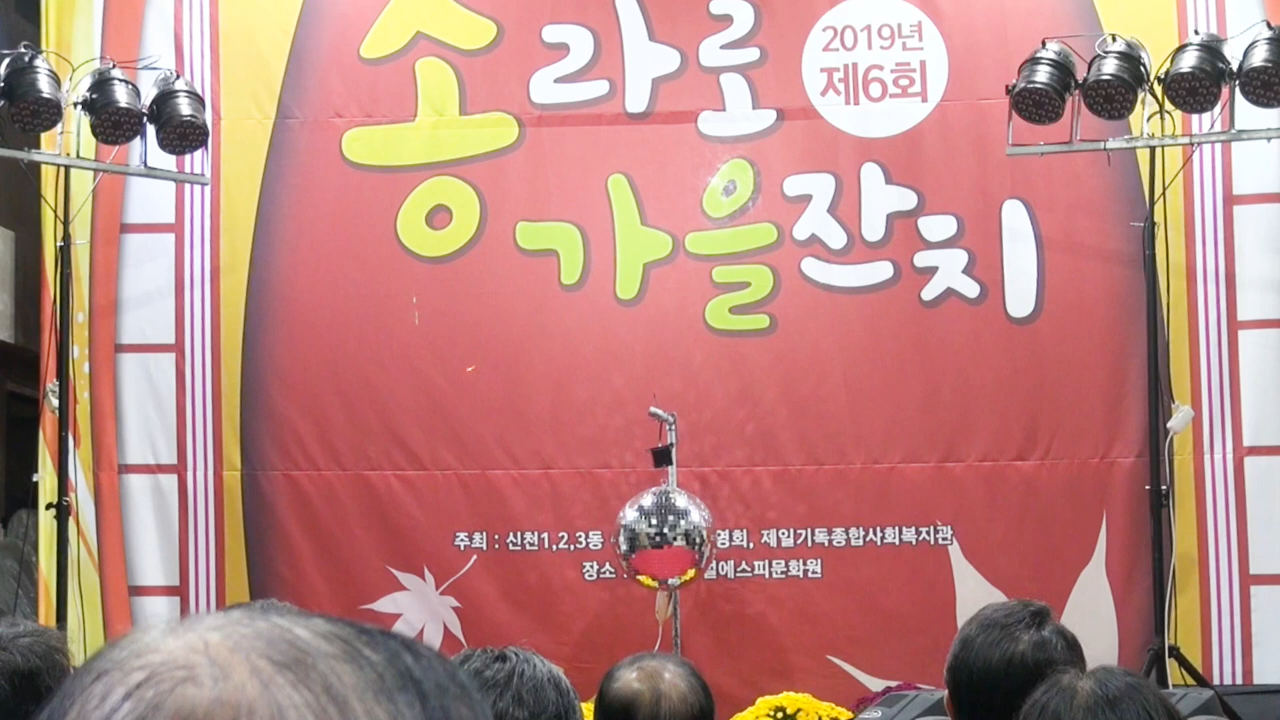 송라로
2019년
제6회
가을잔치
주최 : 신천1,2,3동 영회, 제일기독종합사회복지관
장소 : 에스피문화원